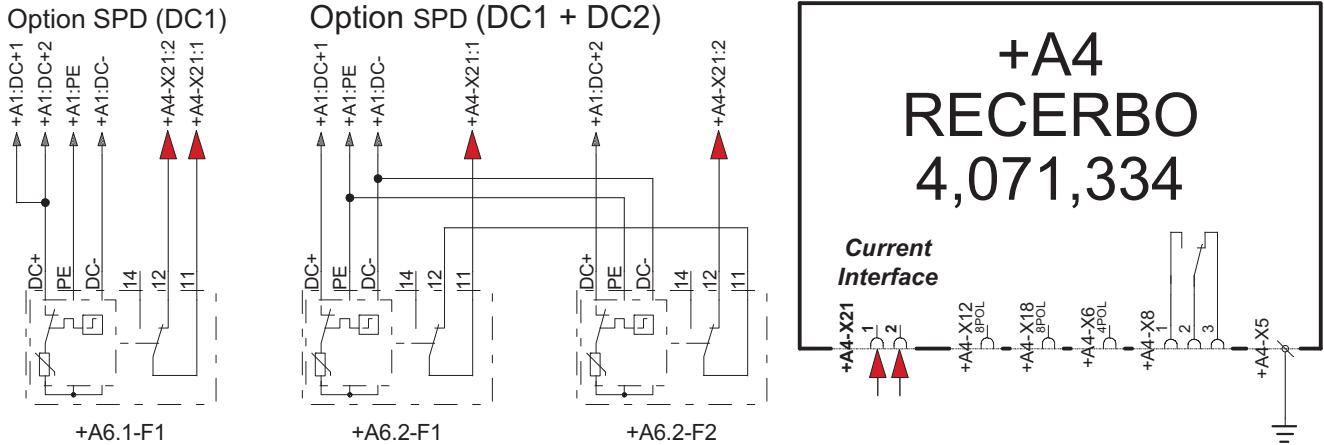 Option SPD (DC1)
+A1:DC+1
+A1:DC+2
+A1:PE
+A1:DC-
+A4-X21:2
+A4-X21:1
DC+
PE
DC-
14
12
11
+A6.1-F1
Option SPD (DC1 + DC2)
+A1:DC+1
+A1:PE
+A1:DC-
+A4-X21:1
+A1:DC+2
+A4-X21:2
DC+
PE
DC-
14
12
11
DC+
PE
DC-
14
12
11
+A6.2-F1
+A6.2-F2
+A4
RECERBO
4,071,334
Current
Interface
+A4-X21
1
2
+A4-X12
8POL
+A4-X18
8POL
+A4-X6
4POL
+A4-X8
1
2
3
+A4-X5